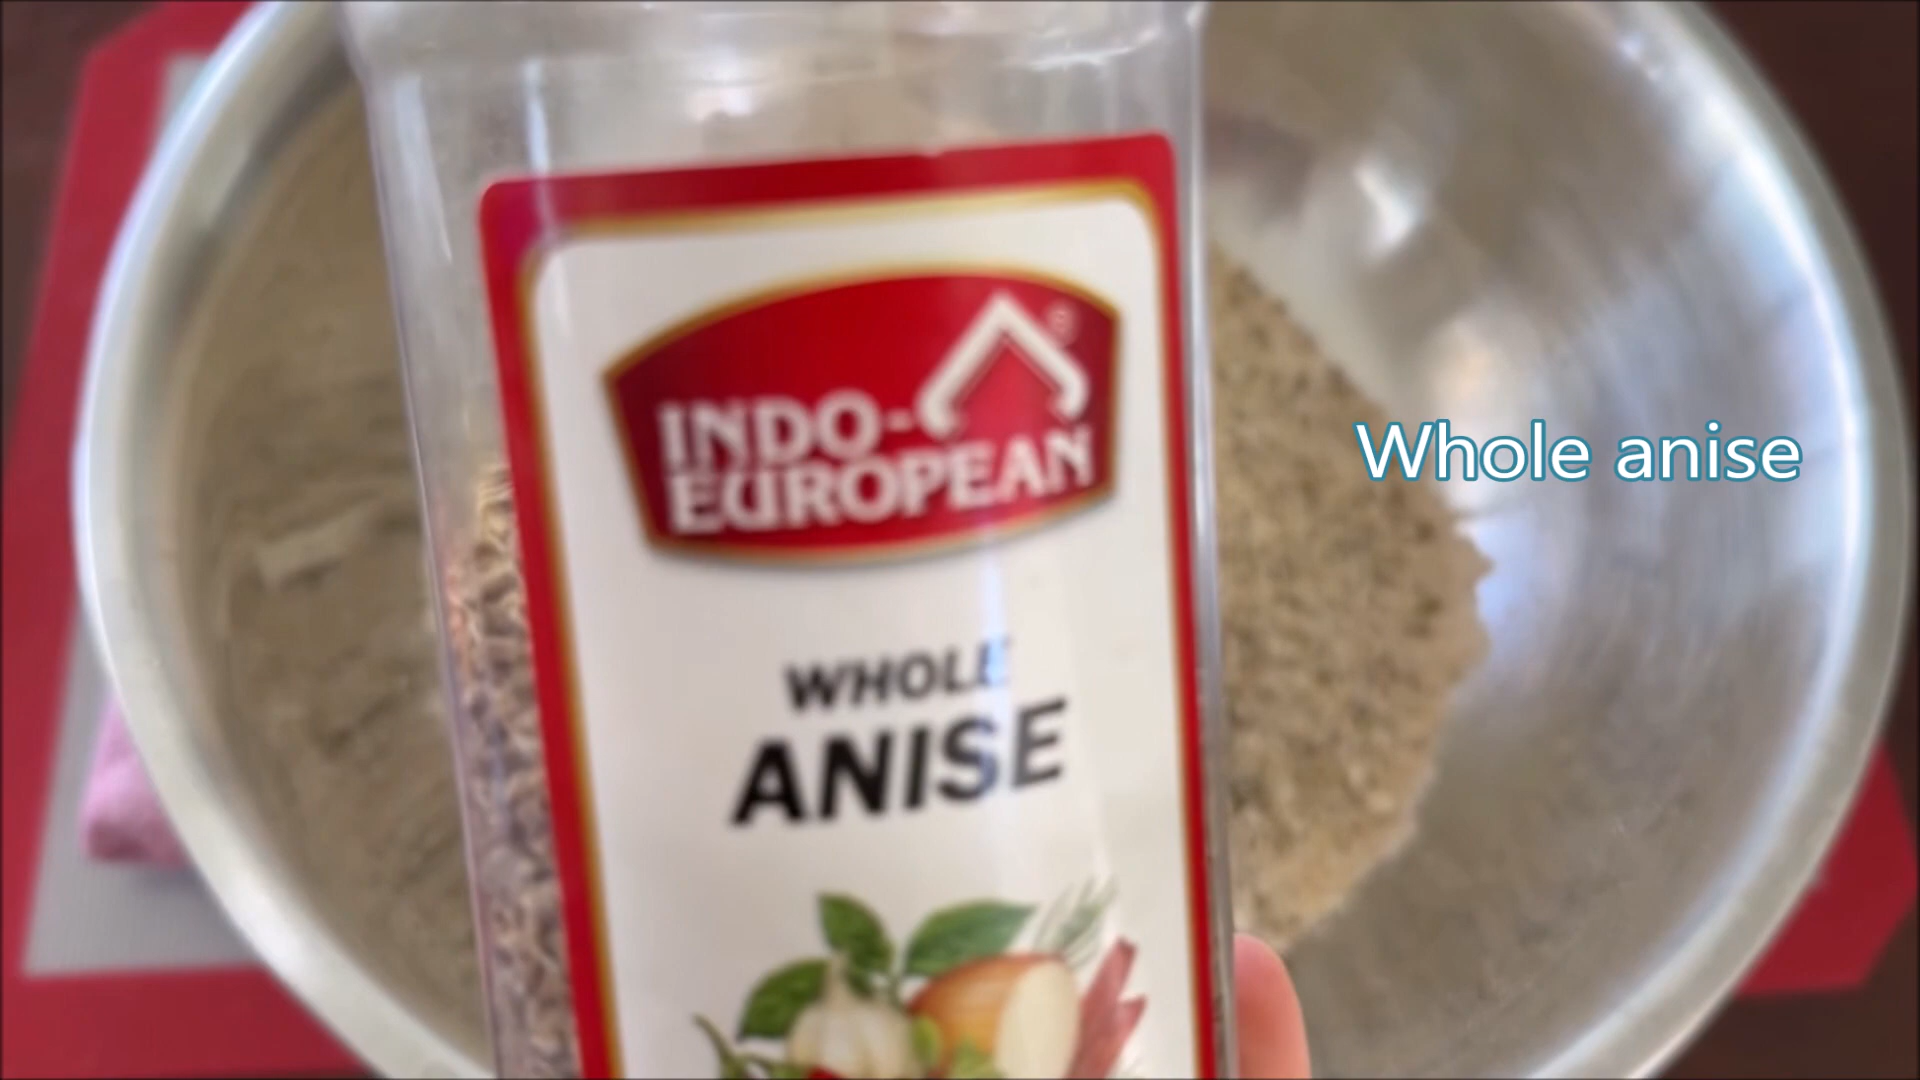 INDO-
EUROPEAN
WHOLE
ANISE
Whole anise